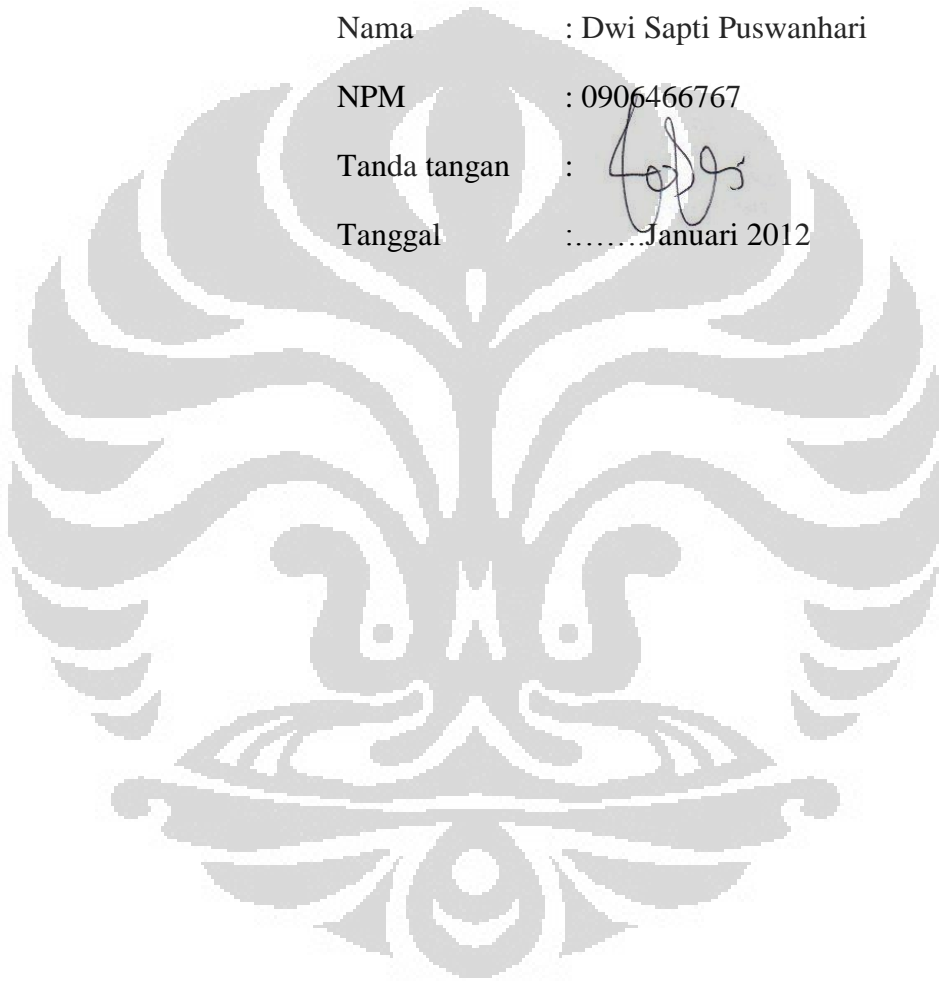 Nama : Dwi Sapti Puswanhari
NPM : 0906466767
Tanda tangan :
Tanggal :.......Januari 2012